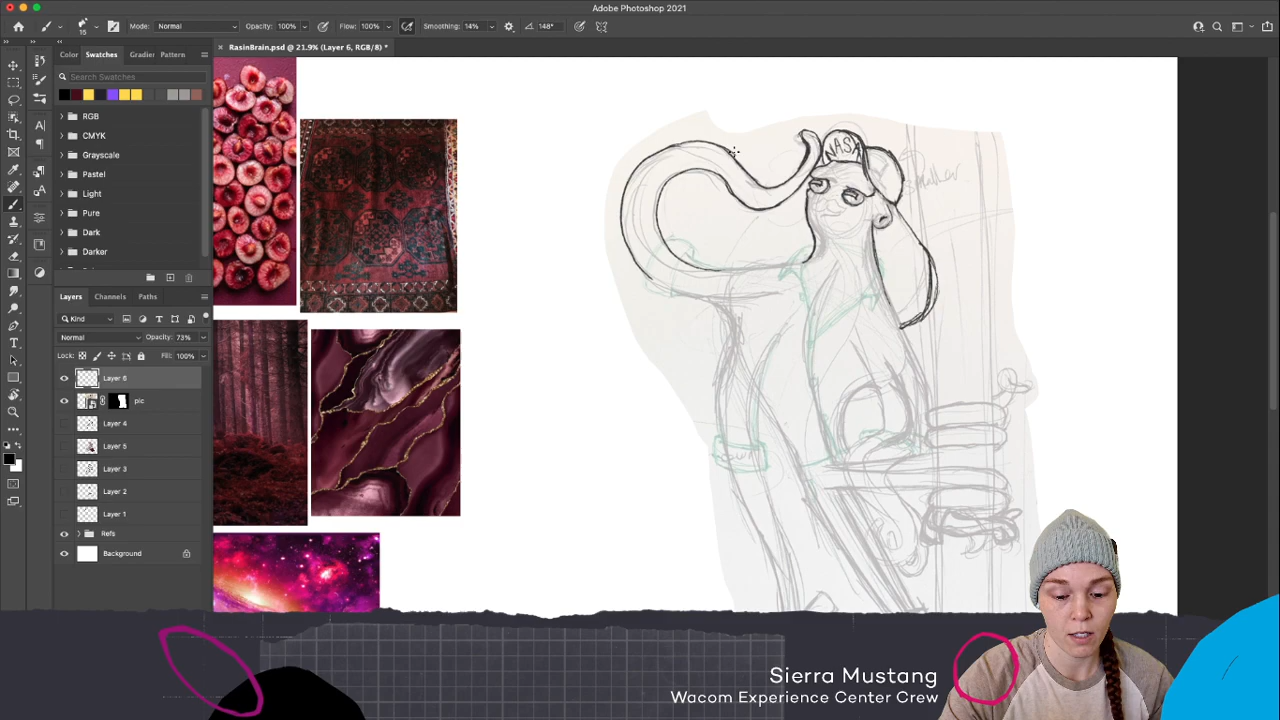 Adobe Photoshop 2021
15
Mode: Normal
Opacity: 100%
Flow: 100%
Smoothing: 14%
148°
Color
Swatches
Gradier
Pattern
× RasinBrain.psd @ 21.9% (Layer 6, RGB/8) *
Search Swatches
RGB
CMYK
Grayscale
Pastel
Light
Pure
Dark
Darker
Balance
Layers
Channels
Paths
Kind
Normal
Opacity: 73%
Lock:
Fill: 100%
Layer 6
pic
Layer 4
Layer 5
Layer 3
Layer 2
Layer 1
Refs
Background
NASA
Sierra Mustang
Wacom Experience Center Crew